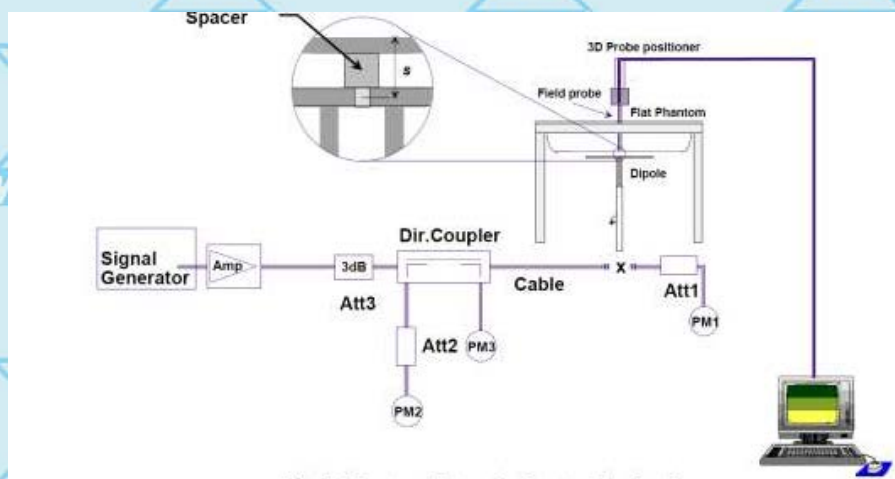 Spacer
s
3D Probe positioner
Field probe
Flat Phantom
Dipole
Signal
Generator
Amp
3dB
Att3
Dir.Coupler
Cable
x
Att1
PM1
Att2
PM3
PM2